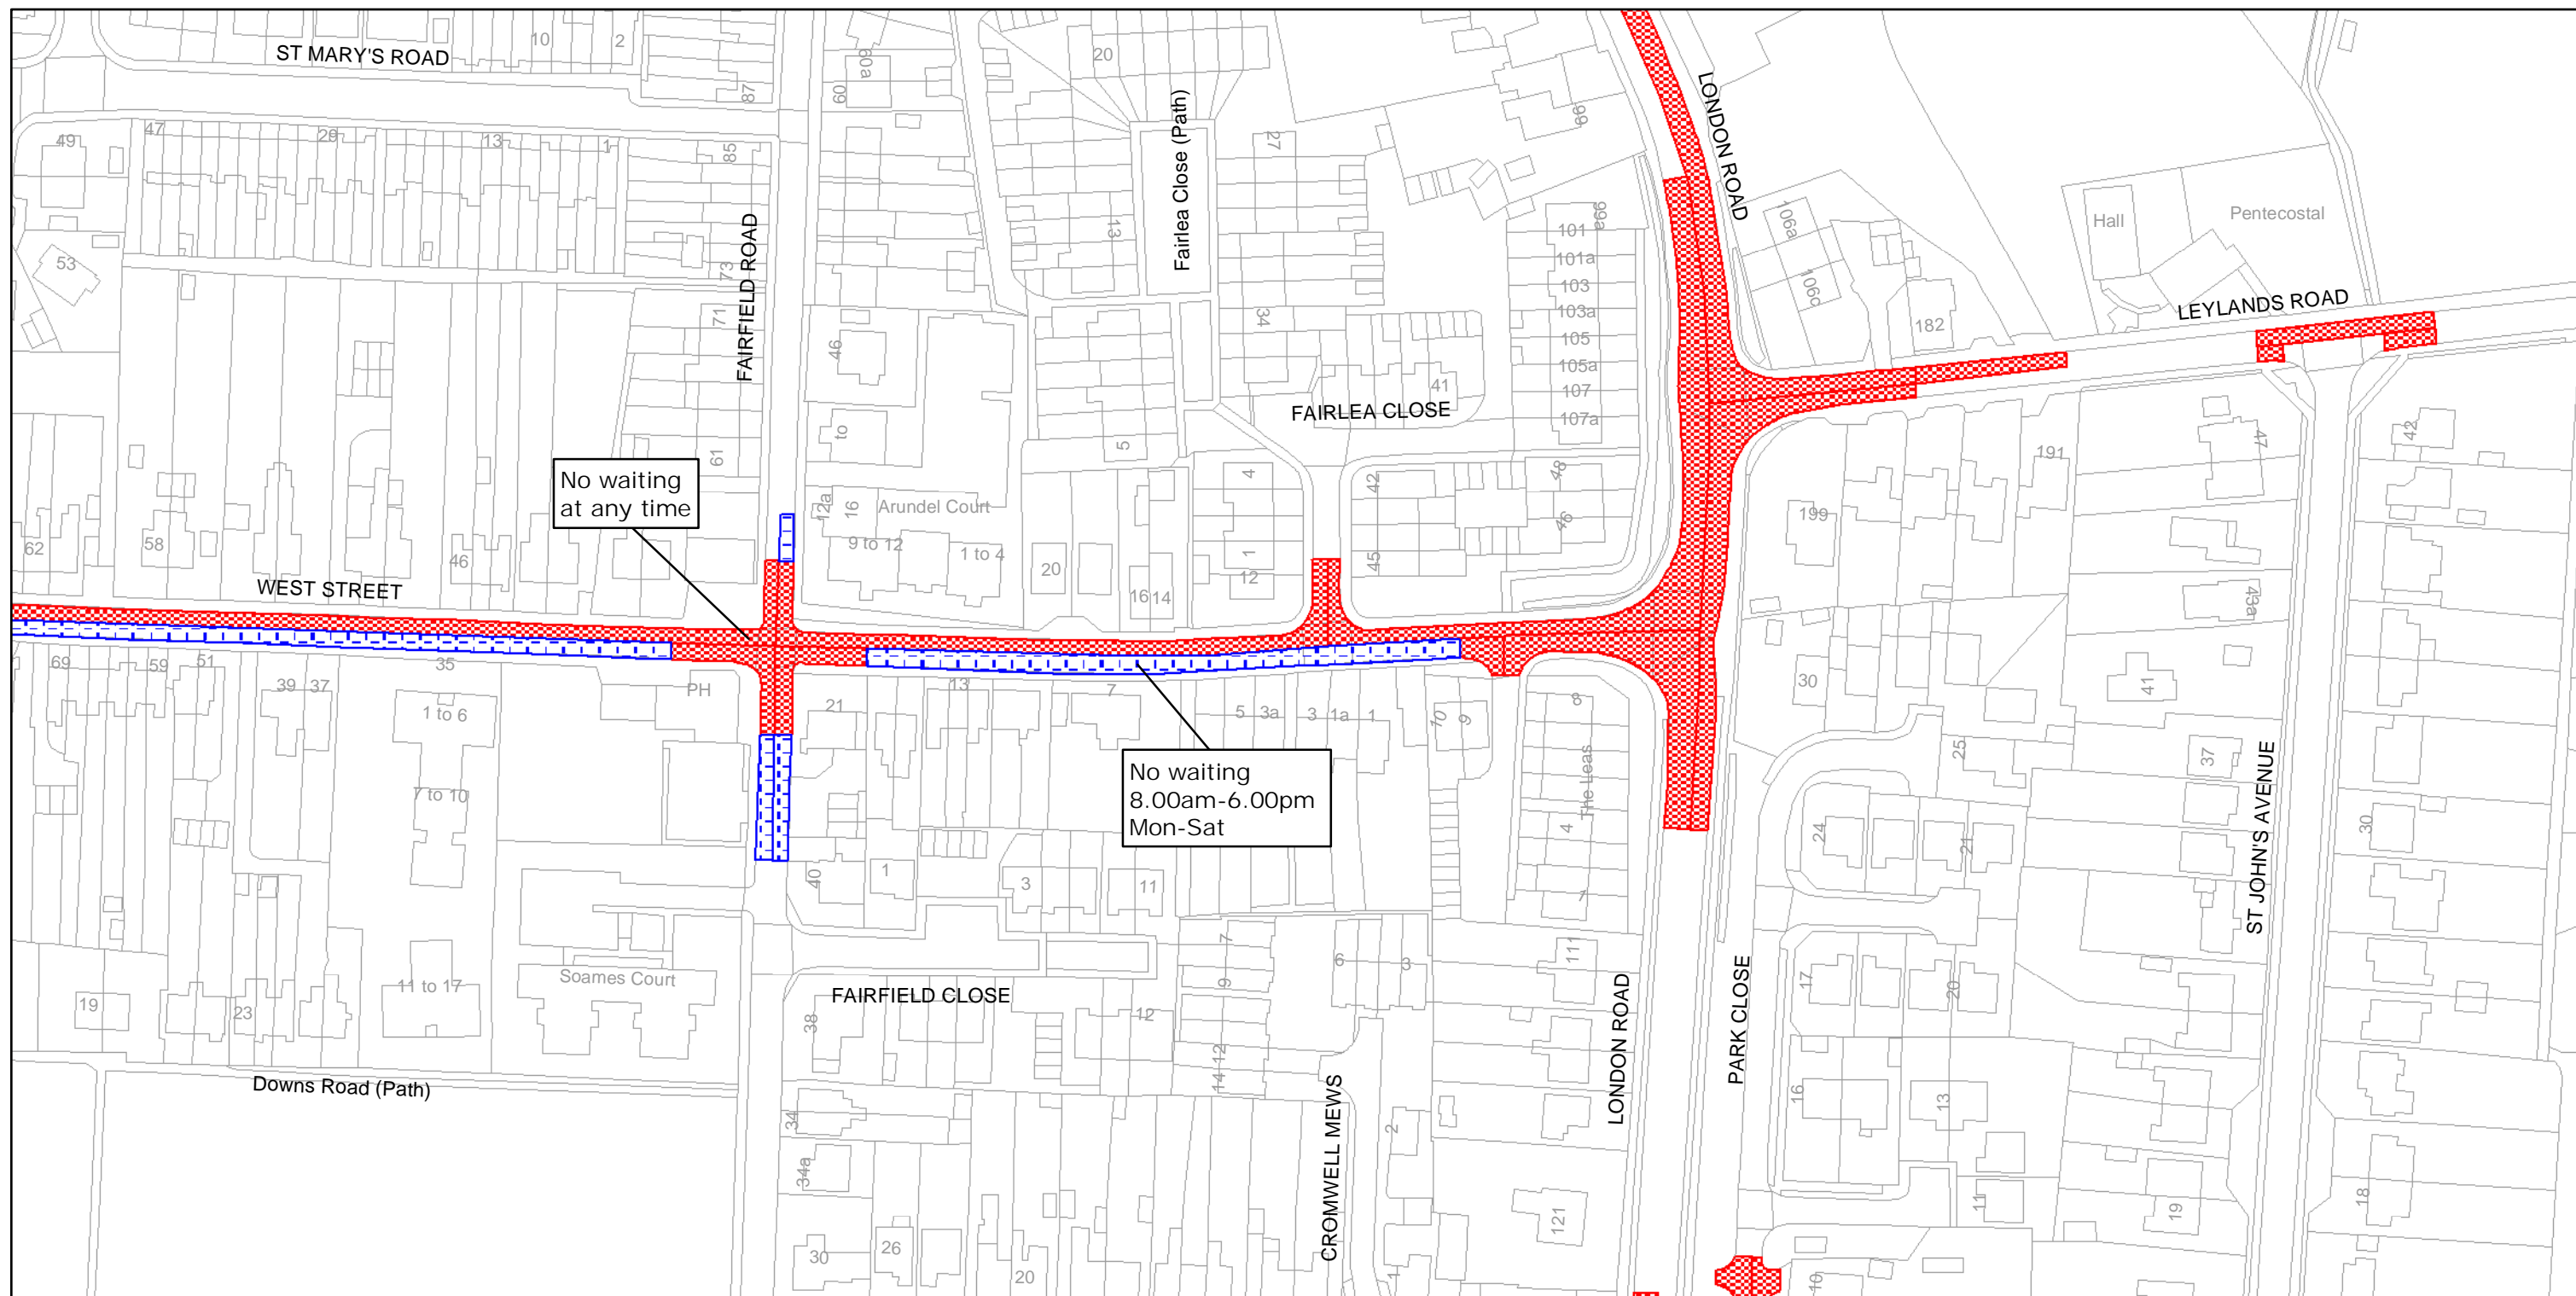 10
2
ST MARY'S ROAD
87
60a
60
20
99
LONDON ROAD
49
47
29
13
1
85
Fairlea Close (Path)
27
53
73
FAIRFIELD ROAD
13
99a
101
101a
103
103a
105
105a
107
107a
106a
106c
Hall
Pentecostal
LEYLANDS ROAD
182
71
46
34
41
FAIRLEA CLOSE
61
to
5
No waiting
at any time
12a
16
Arundel Court
9 to 12
1 to 4
20
16
14
4
1
12
42
45
48
46
199
191
47
42
43a
62
58
46
WEST STREET
69
59
51
35
39
37
1 to 6
PH
21
13
7
5
3a
3
1a
1
10
9
8
30
41
7 to 10
No waiting
8.00am-6.00pm
Mon-Sat
The Leas
4
7
25
37
24
21
ST JOHN'S AVENUE
30
40
1
3
11
7
9
6
3
111
17
20
19
23
11 to 17
Soames Court
FAIRFIELD CLOSE
38
12
14
12
LONDON ROAD
PARK CLOSE
16
13
Downs Road (Path)
34
34a
CROMWELL MEWS
2
1
121
11
19
18
30
26
20
10